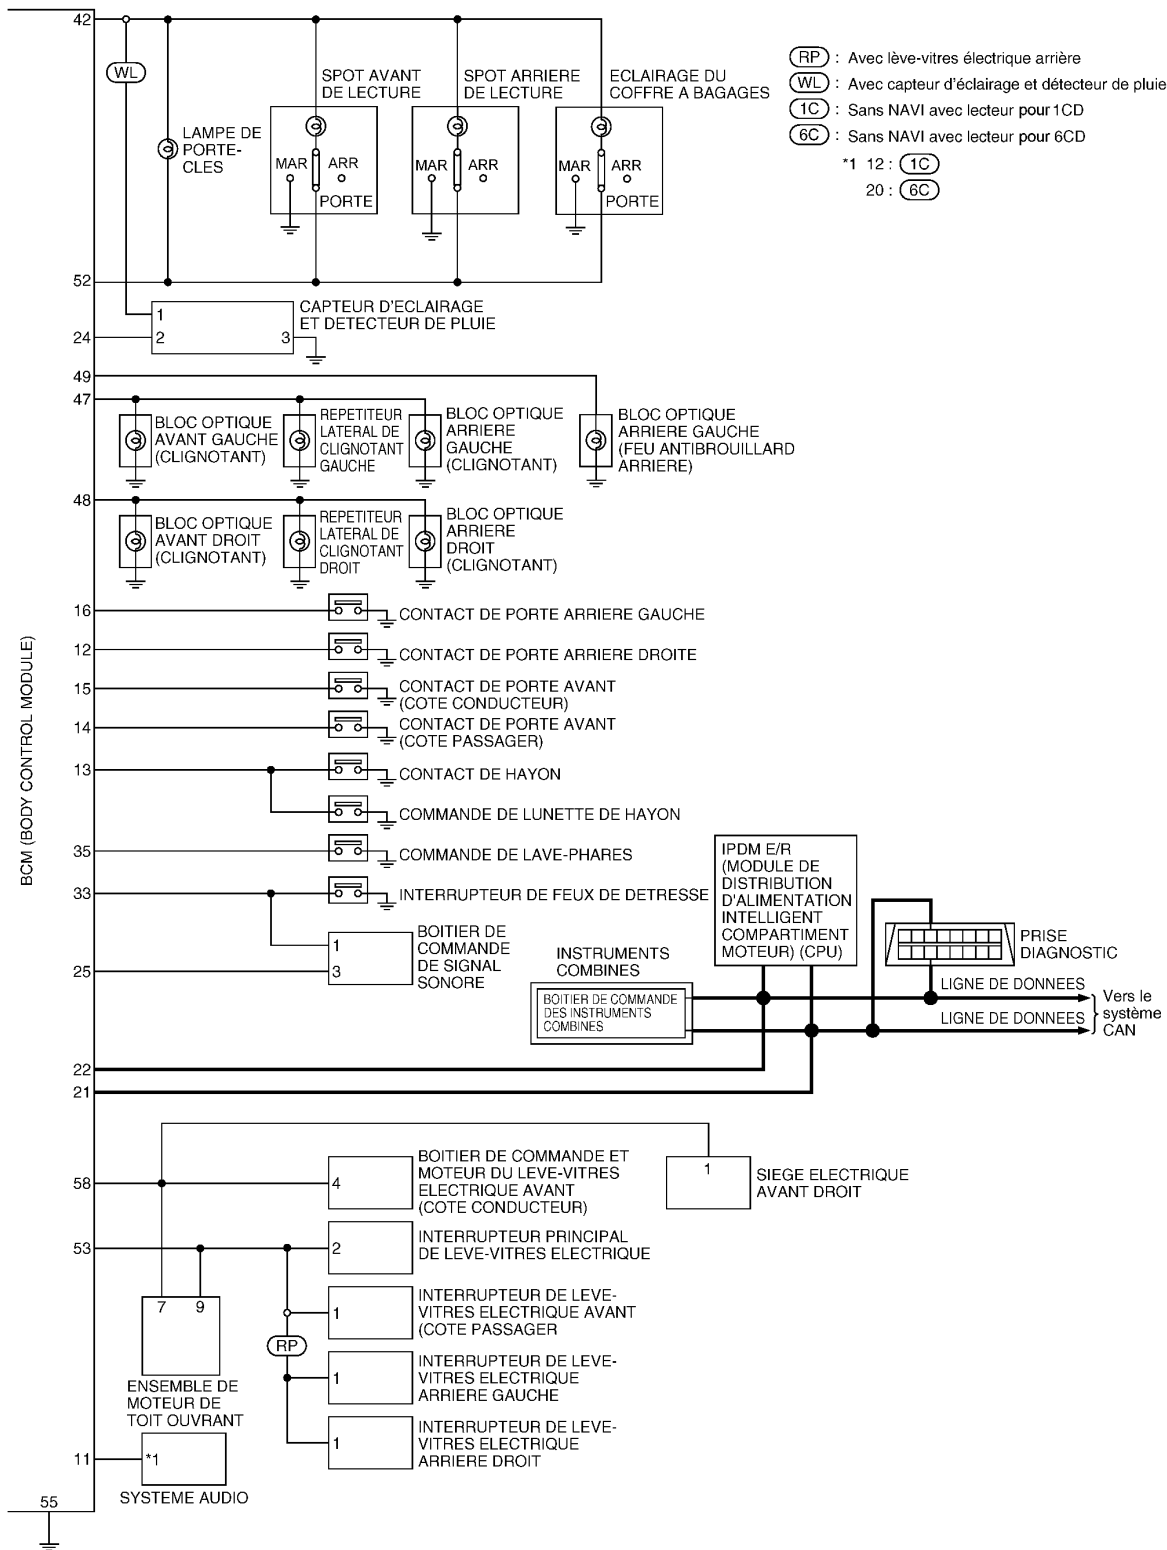 42
WL
LAMPE DE
PORTE-
CLES
SPOT AVANT
DE LECTURE
MAR
ARR
PORTE
SPOT ARRIERE
DE LECTURE
MAR
ARR
ECLAIRAGE DU
COFFRE A BAGAGES
MAR
ARR
PORTE
RP : Avec lève-vitres électrique arrière
WL : Avec capteur d'éclairage et détecteur de pluie
1C : Sans NAVI avec lecteur pour 1CD
6C : Sans NAVI avec lecteur pour 6CD
*1 12 : 1C
20 : 6C
52
1
24
2
3
CAPTEUR D'ECLAIRAGE
ET DETECTEUR DE PLUIE
49
47
BLOC OPTIQUE
AVANT GAUCHE
(CLIGNOTANT)
REPETITEUR
LATERAL DE
CLIGNOTANT
GAUCHE
BLOC OPTIQUE
ARRIERE
GAUCHE
(CLIGNOTANT)
BLOC OPTIQUE
ARRIERE GAUCHE
(FEU ANTIBROUILLARD
ARRIERE)
48
BLOC OPTIQUE
AVANT DROIT
(CLIGNOTANT)
REPETITEUR
LATERAL DE
CLIGNOTANT
DROIT
BLOC OPTIQUE
ARRIERE
DROIT
(CLIGNOTANT)
BCM (BODY CONTROL MODULE)
16
CONTACT DE PORTE ARRIERE GAUCHE
12
CONTACT DE PORTE ARRIERE DROITE
15
CONTACT DE PORTE AVANT
(COTE CONDUCTEUR)
14
CONTACT DE PORTE AVANT
(COTE PASSAGER)
13
CONTACT DE HAYON
COMMANDE DE LUNETTE DE HAYON
35
COMMANDE DE LAVE-PHARES
33
INTERRUPTEUR DE FEUX DE DETRESSE
1
25
3
BOITIER DE
COMMANDE
DE SIGNAL
SONORE
INSTRUMENTS
COMBINES
BOITIER DE COMMANDE
DES INSTRUMENTS
COMBINES
IPDM E/R
(MODULE DE
DISTRIBUTION
D'ALIMENTATION
INTELLIGENT
COMPARTIMENT
MOTEUR) (CPU)
PRISE
DIAGNOSTIC
LIGNE DE DONNEES
LIGNE DE DONNEES
Vers le
système
CAN
22
21
58
4
BOITIER DE COMMANDE ET
MOTEUR DU LEVE-VITRES
ELECTRIQUE AVANT
(COTE CONDUCTEUR)
1
SIEGE ELECTRIQUE
AVANT DROIT
53
2
INTERRUPTEUR PRINCIPAL
DE LEVE-VITRES ELECTRIQUE
7
9
ENSEMBLE DE
MOTEUR DE
TOIT OUVRANT
1
INTERRUPTEUR DE LEVE-
VITRES ELECTRIQUE AVANT
(COTE PASSAGER
RP
1
INTERRUPTEUR DE LEVE-
VITRES ELECTRIQUE
ARRIERE GAUCHE
1
INTERRUPTEUR DE LEVE-
VITRES ELECTRIQUE
ARRIERE DROIT
11
*1
SYSTEME AUDIO
55